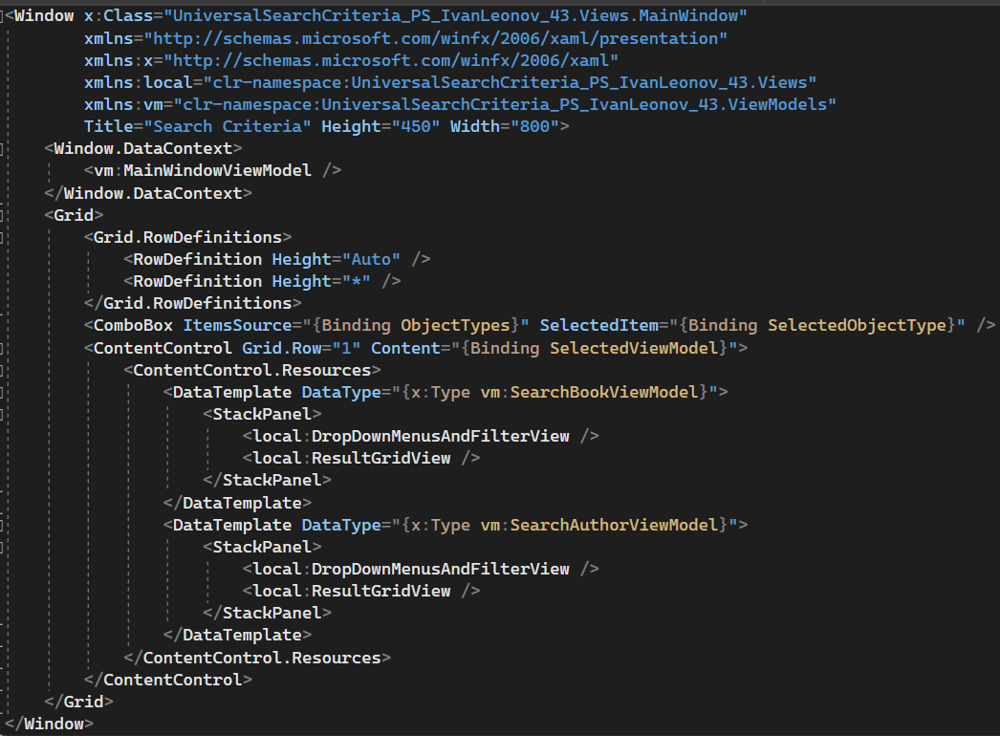 <Window x:Class="UniversalSearchCriteria_PS_IvanLeonov_43.Views.MainWindow"
xmlns="http://schemas.microsoft.com/winfx/2006/xaml/presentation"
xmlns:x="http://schemas.microsoft.com/winfx/2006/xaml"
xmlns:local="clr-namespace:UniversalSearchCriteria_PS_IvanLeonov_43.Views"
xmlns:vm="clr-namespace:UniversalSearchCriteria_PS_IvanLeonov_43.ViewModels"
Title="Search Criteria" Height="450" Width="800">
<Window.DataContext>
<vm:MainWindowViewModel />
</Window.DataContext>
<Grid>
<Grid.RowDefinitions>
<RowDefinition Height="Auto" />
<RowDefinition Height="*" />
</Grid.RowDefinitions>
<ComboBox ItemsSource="{Binding ObjectTypes}" SelectedItem="{Binding SelectedObjectType}" />
<ContentControl Grid.Row="1" Content="{Binding SelectedViewModel}">
<ContentControl.Resources>
<DataTemplate DataType="{x:Type vm:SearchBookViewModel}">
<StackPanel>
<local:DropDownMenusAndFilterView />
<local:ResultGridView />
</StackPanel>
</DataTemplate>
<DataTemplate DataType="{x:Type vm:SearchAuthorViewModel}">
<StackPanel>
<local:DropDownMenusAndFilterView />
<local:ResultGridView />
</StackPanel>
</DataTemplate>
</ContentControl.Resources>
</ContentControl>
</Grid>
</Window>